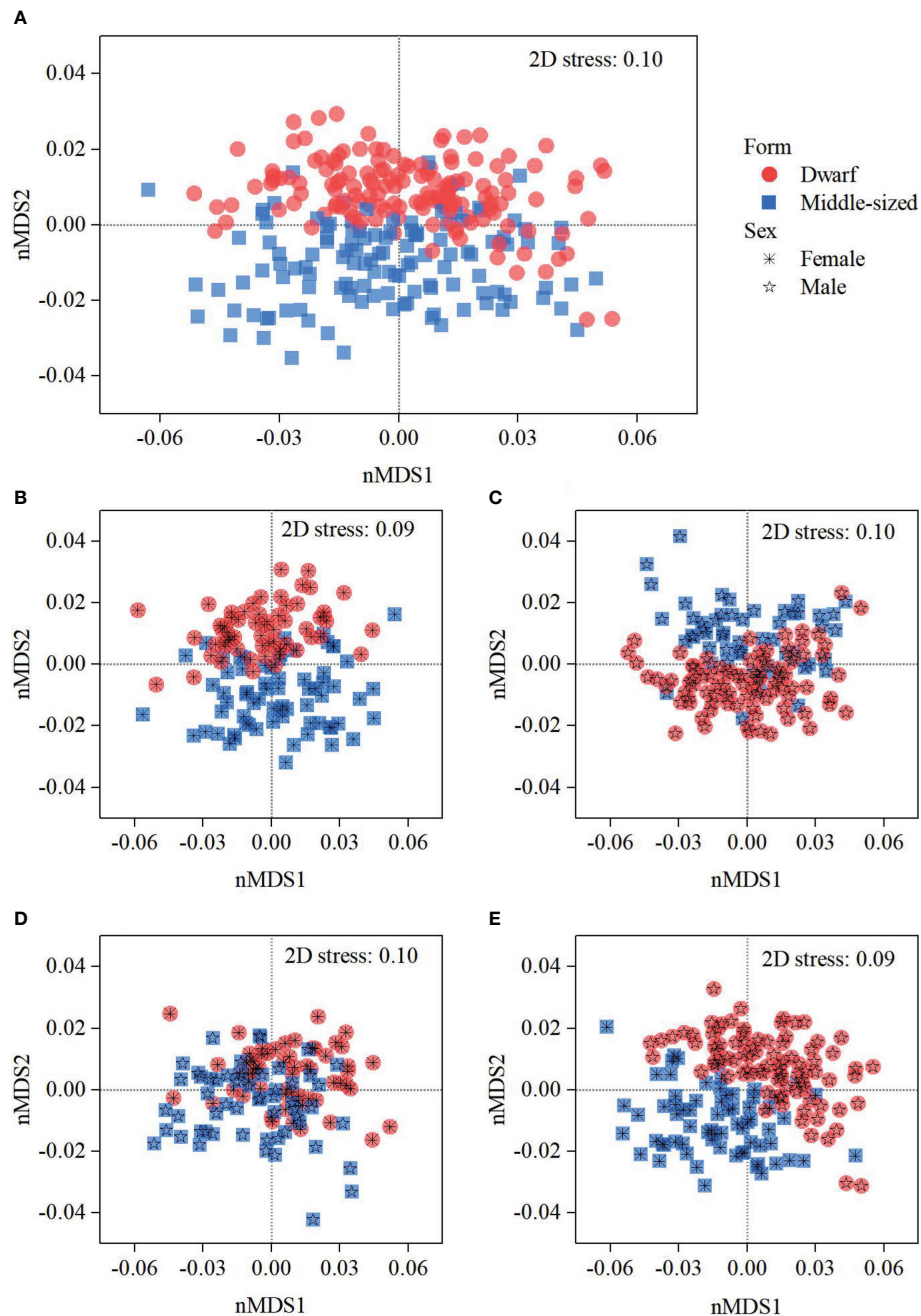 A
2D stress: 0.10
0.04
0.02
0.00
-0.02
-0.04
nMDS2
-0.06 -0.03 0.00 0.03 0.06
nMDS1
Form
Dwarf
Middle-sized
Sex
Female
Male
B
2D stress: 0.09
0.04
0.02
0.00
-0.02
-0.04
nMDS2
-0.06 -0.03 0.00 0.03 0.06
nMDS1
C
2D stress: 0.10
0.04
0.02
0.00
-0.02
-0.04
nMDS2
-0.06 -0.03 0.00 0.03 0.06
nMDS1
D
2D stress: 0.10
0.04
0.02
0.00
-0.02
-0.04
nMDS2
-0.06 -0.03 0.00 0.03 0.06
nMDS1
E
2D stress: 0.09
0.04
0.02
0.00
-0.02
-0.04
nMDS2
-0.06 -0.03 0.00 0.03 0.06
nMDS1